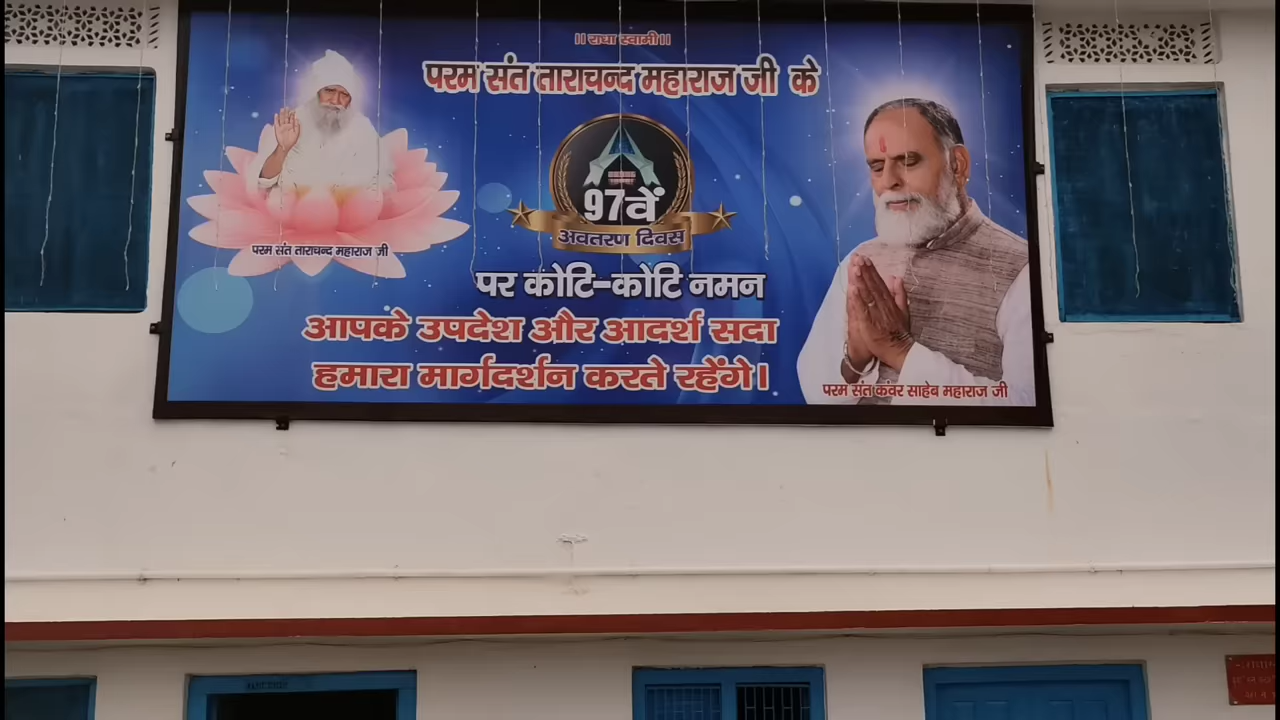 ।। राधा स्वामी ।।
परम संत ताराचन्द महाराज जी के
97वें
अवतरण दिवस
परम संत ताराचन्द महाराज जी
पर कोटि-कोटि नमन
आपके उपदेश और आदर्श सदा
हमारा मार्गदर्शन करते रहेंगे।
परम संत कंवर साहेब महाराज जी